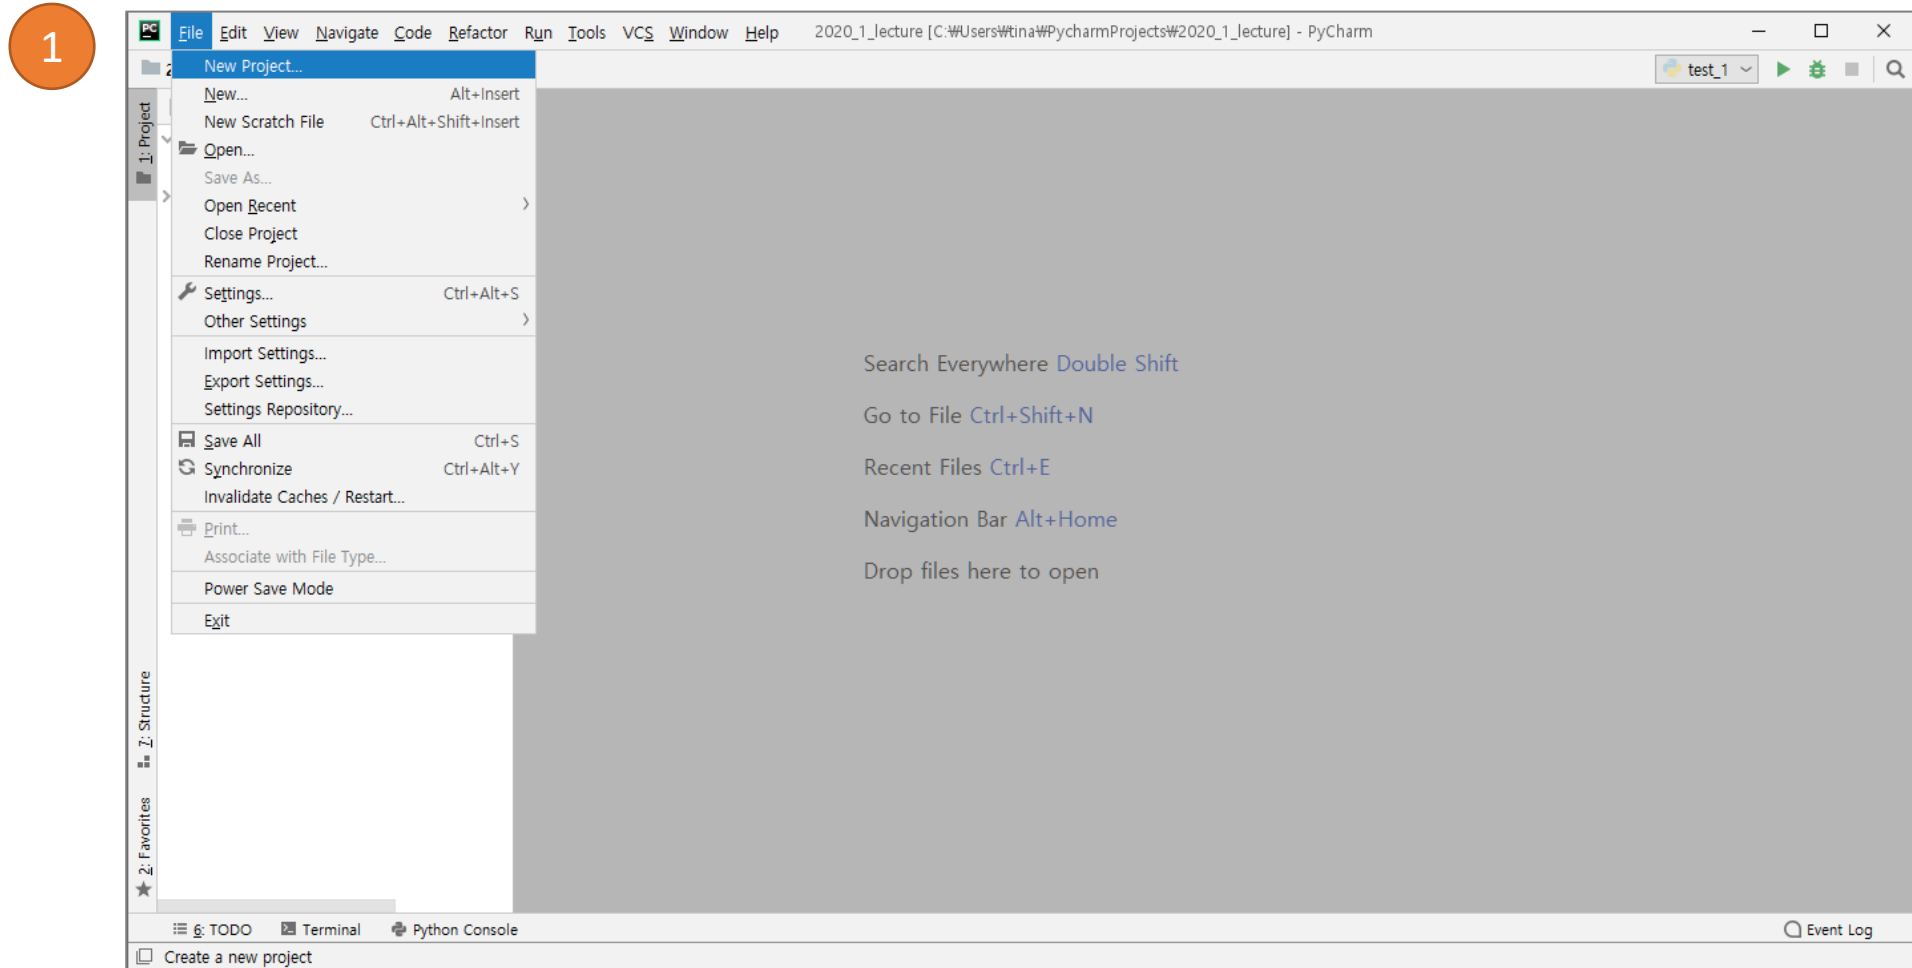 1
PC File Edit View Navigate Code Refactor Run Tools VCS Window Help 2020_1_lecture [C:₩Users₩tina₩PycharmProjects₩2020_1_lecture] - PyCharm
test_1
New Project...
New... Alt+Insert
New Scratch File Ctrl+Alt+Shift+Insert
Open...
Save As...
Open Recent
Close Project
Rename Project...
Settings... Ctrl+Alt+S
Other Settings
Import Settings...
Export Settings...
Settings Repository...
Save All Ctrl+S
Synchronize Ctrl+Alt+Y
Invalidate Caches / Restart...
Print...
Associate with File Type...
Power Save Mode
Exit
1: Project
7: Structure
2: Favorites
Search Everywhere Double Shift
Go to File Ctrl+Shift+N
Recent Files Ctrl+E
Navigation Bar Alt+Home
Drop files here to open
6: TODO Terminal Python Console Event Log
Create a new project